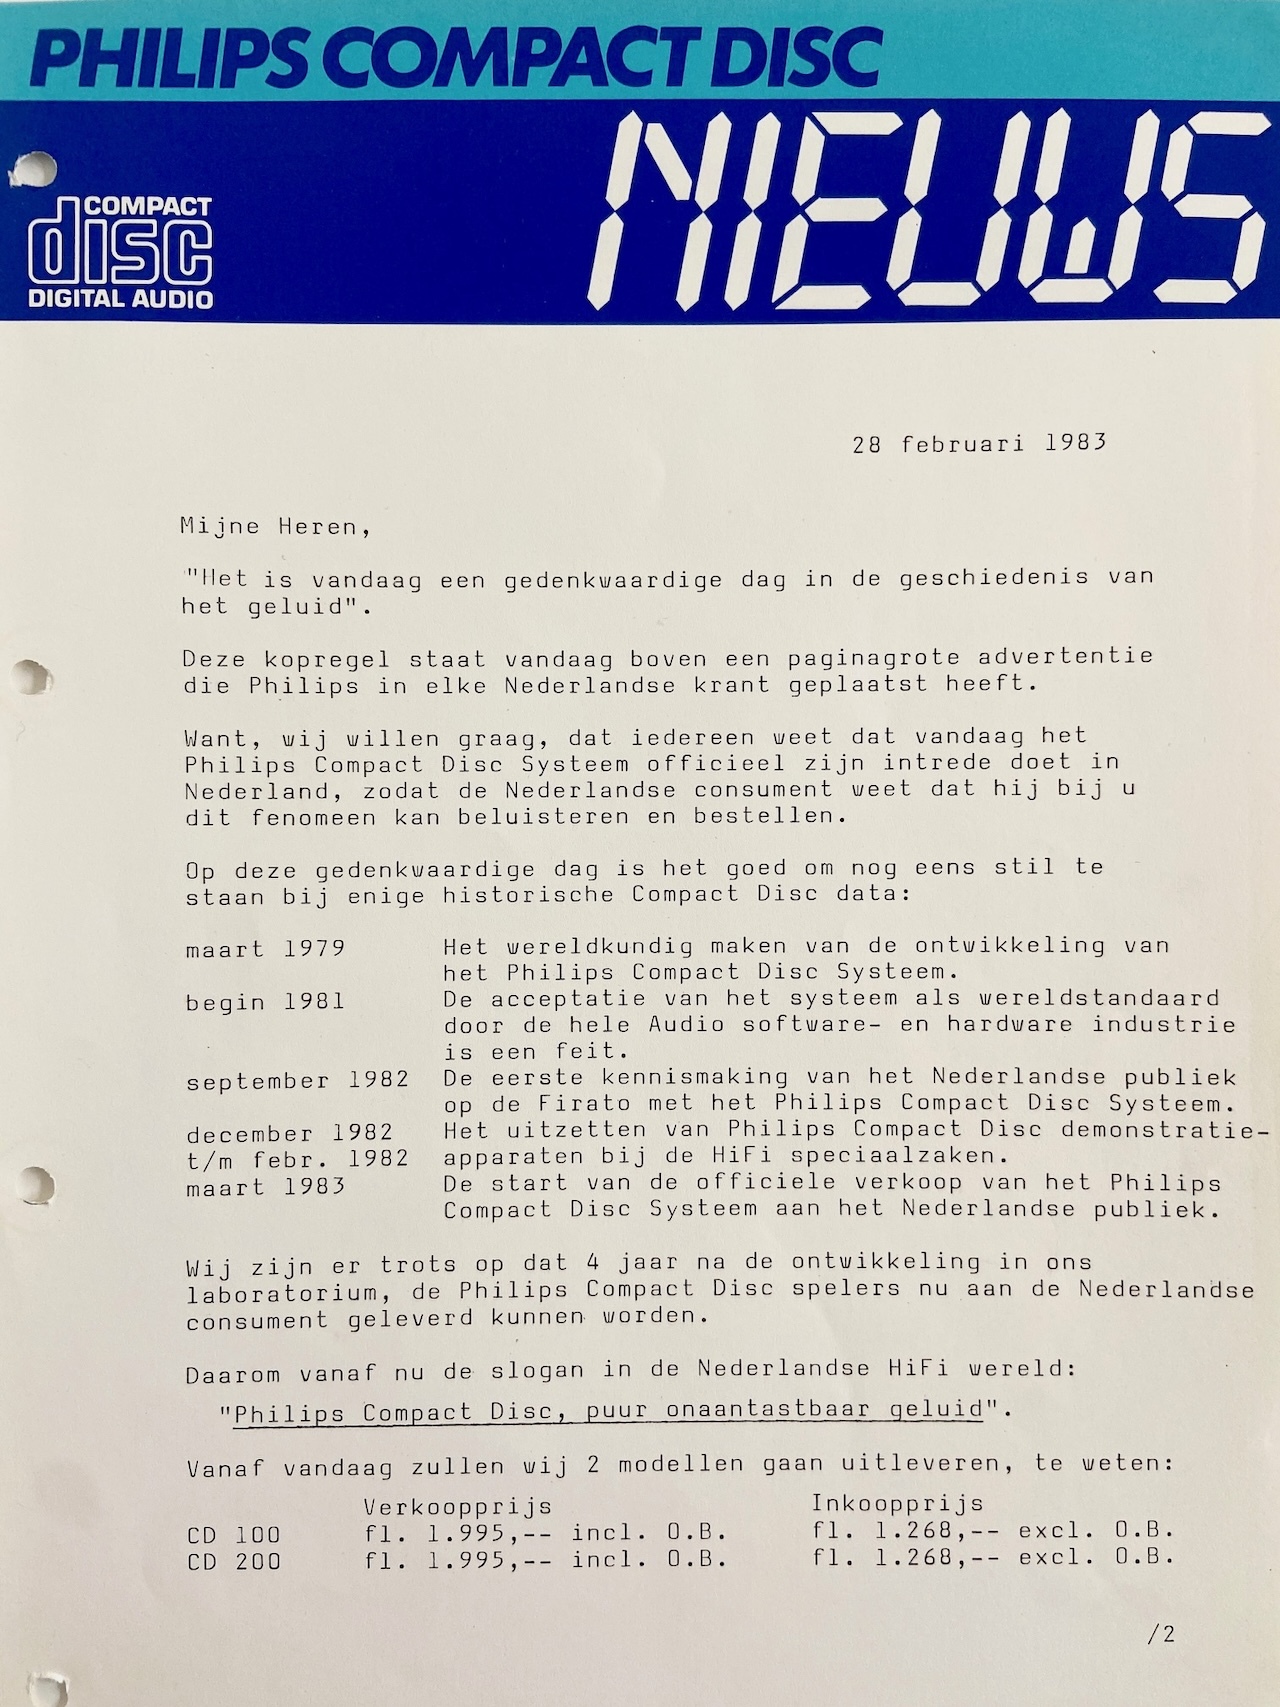 PHILIPS COMPACT DISC
NIEUWS
COMPACT
disc
DIGITAL AUDIO
28 februari 1983
Mijne Heren,
"Het is vandaag een gedenkwaardige dag in de geschiedenis van
het geluid".
Deze kopregel staat vandaag boven een paginagrote advertentie
die Philips in elke Nederlandse krant geplaatst heeft.
Want, wij willen graag, dat iedereen weet dat vandaag het
Philips Compact Disc Systeem officieel zijn intrede doet in
Nederland, zodat de Nederlandse consument weet dat hij bij u
dit fenomeen kan beluisteren en bestellen.
Op deze gedenkwaardige dag is het goed om nog eens stil te
staan bij enige historische Compact Disc data:
maart 1979 Het wereldkundig maken van de ontwikkeling van
het Philips Compact Disc Systeem.
begin 1981 De acceptatie van het systeem als wereldstandaard
door de hele Audio software- en hardware industrie
is een feit.
september 1982 De eerste kennismaking van het Nederlandse publiek
op de Firato met het Philips Compact Disc Systeem.
december 1982 Het uitzetten van Philips Compact Disc demonstratie-
t/m febr. 1982 apparaten bij de HiFi speciaalzaken.
maart 1983 De start van de officiele verkoop van het Philips
Compact Disc Systeem aan het Nederlandse publiek.
Wij zijn er trots op dat 4 jaar na de ontwikkeling in ons
laboratorium, de Philips Compact Disc spelers nu aan de Nederlandse
consument geleverd kunnen worden.
Daarom vanaf nu de slogan in de Nederlandse HiFi wereld:
"Philips Compact Disc, puur onaantastbaar geluid".
Vanaf vandaag zullen wij 2 modellen gaan uitleveren, te weten:
Verkoopprijs Inkoopprijs
CD 100 fl. 1.995,-- incl. O.B. fl. 1.268,-- excl. O.B.
CD 200 fl. 1.995,-- incl. O.B. fl. 1.268,-- excl. O.B.
/2